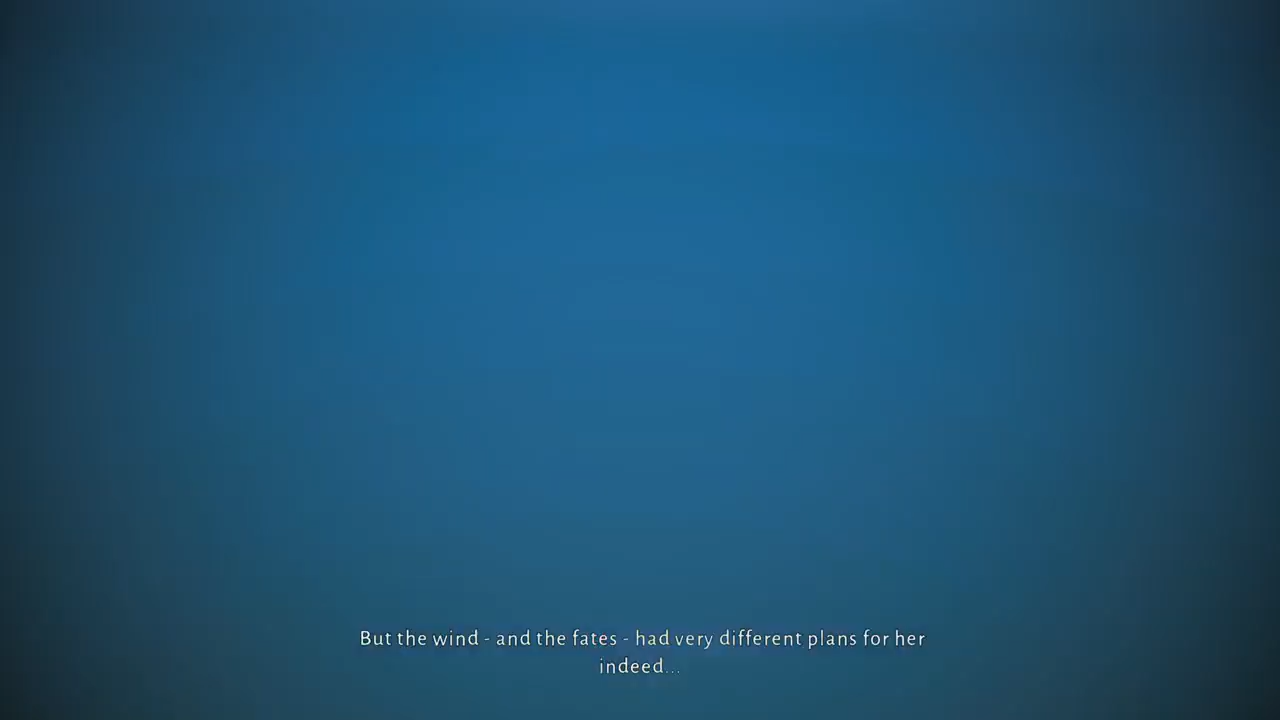 But the wind - and the fates - had very different plans for her
indeed...